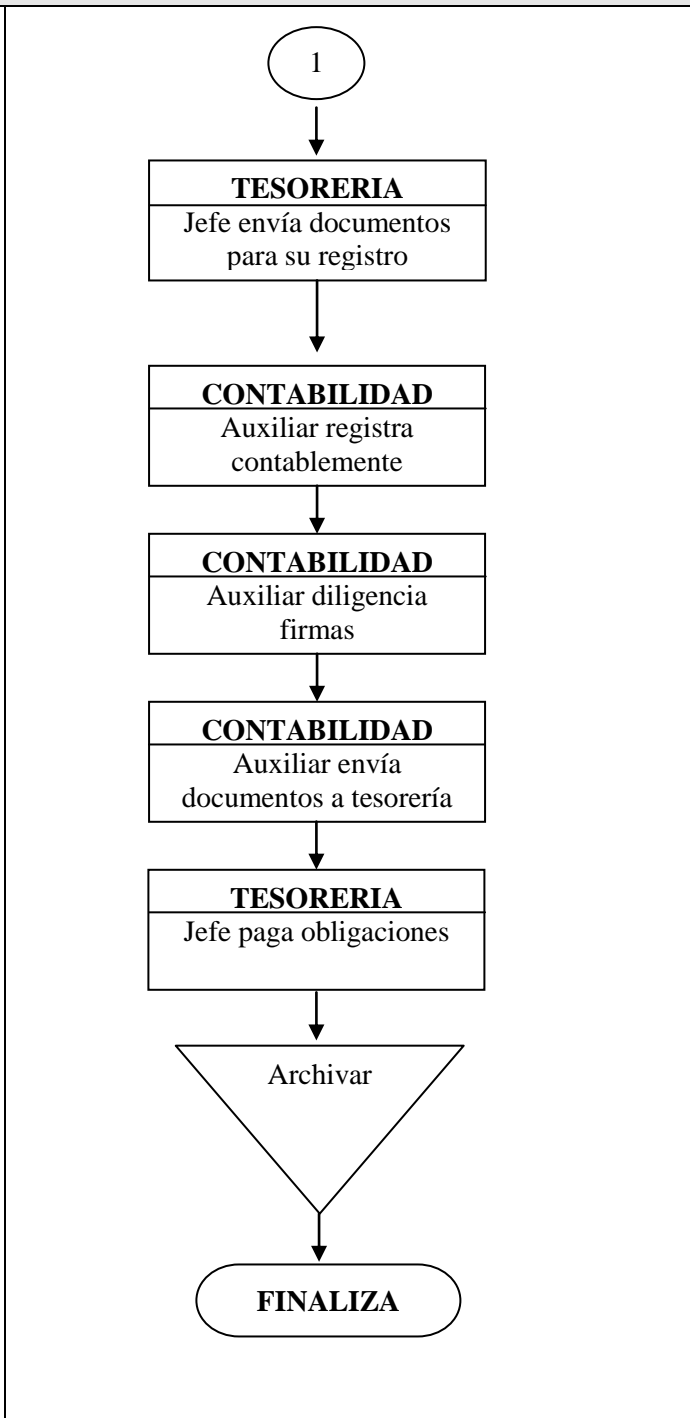 1
TESORERIA
Jefe envía documentos
para su registro
CONTABILIDAD
Auxiliar registra
contablemente
CONTABILIDAD
Auxiliar diligencia
firmas
CONTABILIDAD
Auxiliar envía
documentos a tesorería
TESORERIA
Jefe paga obligaciones
Archivar
FINALIZA